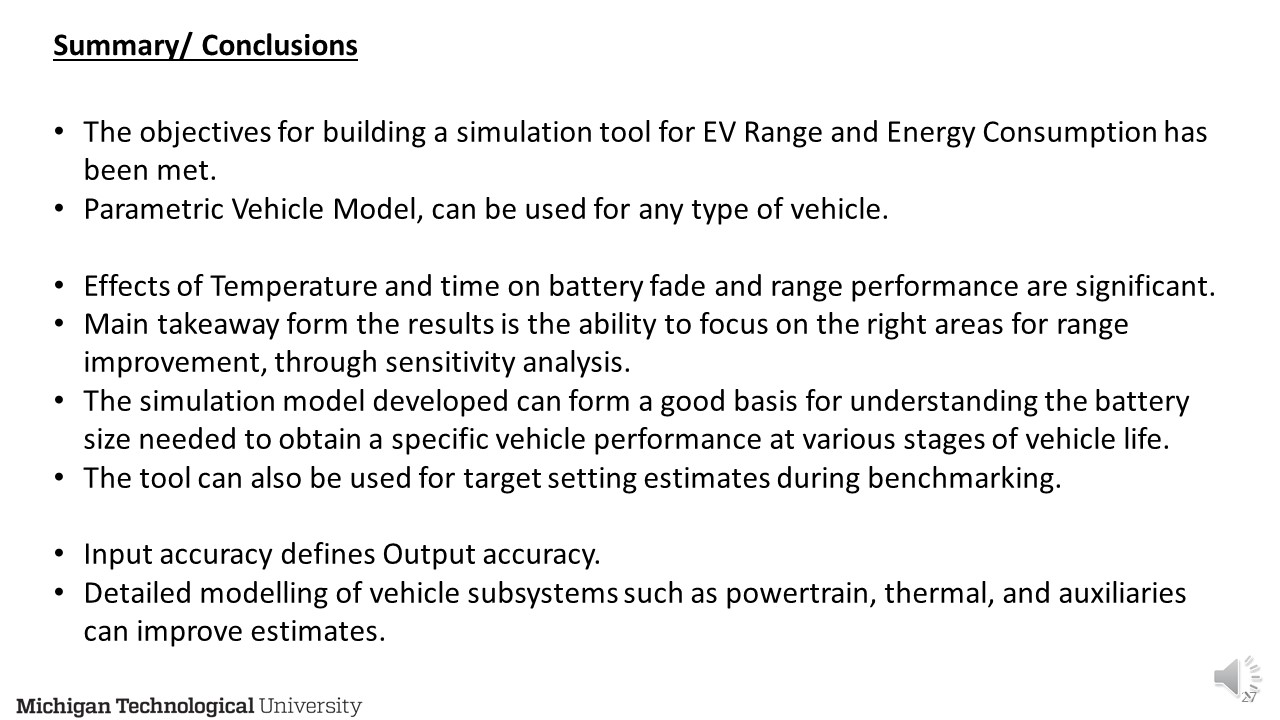 Summary/ Conclusions
• The objectives for building a simulation tool for EV Range and Energy Consumption has
been met.
• Parametric Vehicle Model, can be used for any type of vehicle.
• Effects of Temperature and time on battery fade and range performance are significant.
• Main takeaway form the results is the ability to focus on the right areas for range
improvement, through sensitivity analysis.
• The simulation model developed can form a good basis for understanding the battery
size needed to obtain a specific vehicle performance at various stages of vehicle life.
• The tool can also be used for target setting estimates during benchmarking.
• Input accuracy defines Output accuracy.
• Detailed modelling of vehicle subsystems such as powertrain, thermal, and auxiliaries
can improve estimates.
Michigan Technological University
27